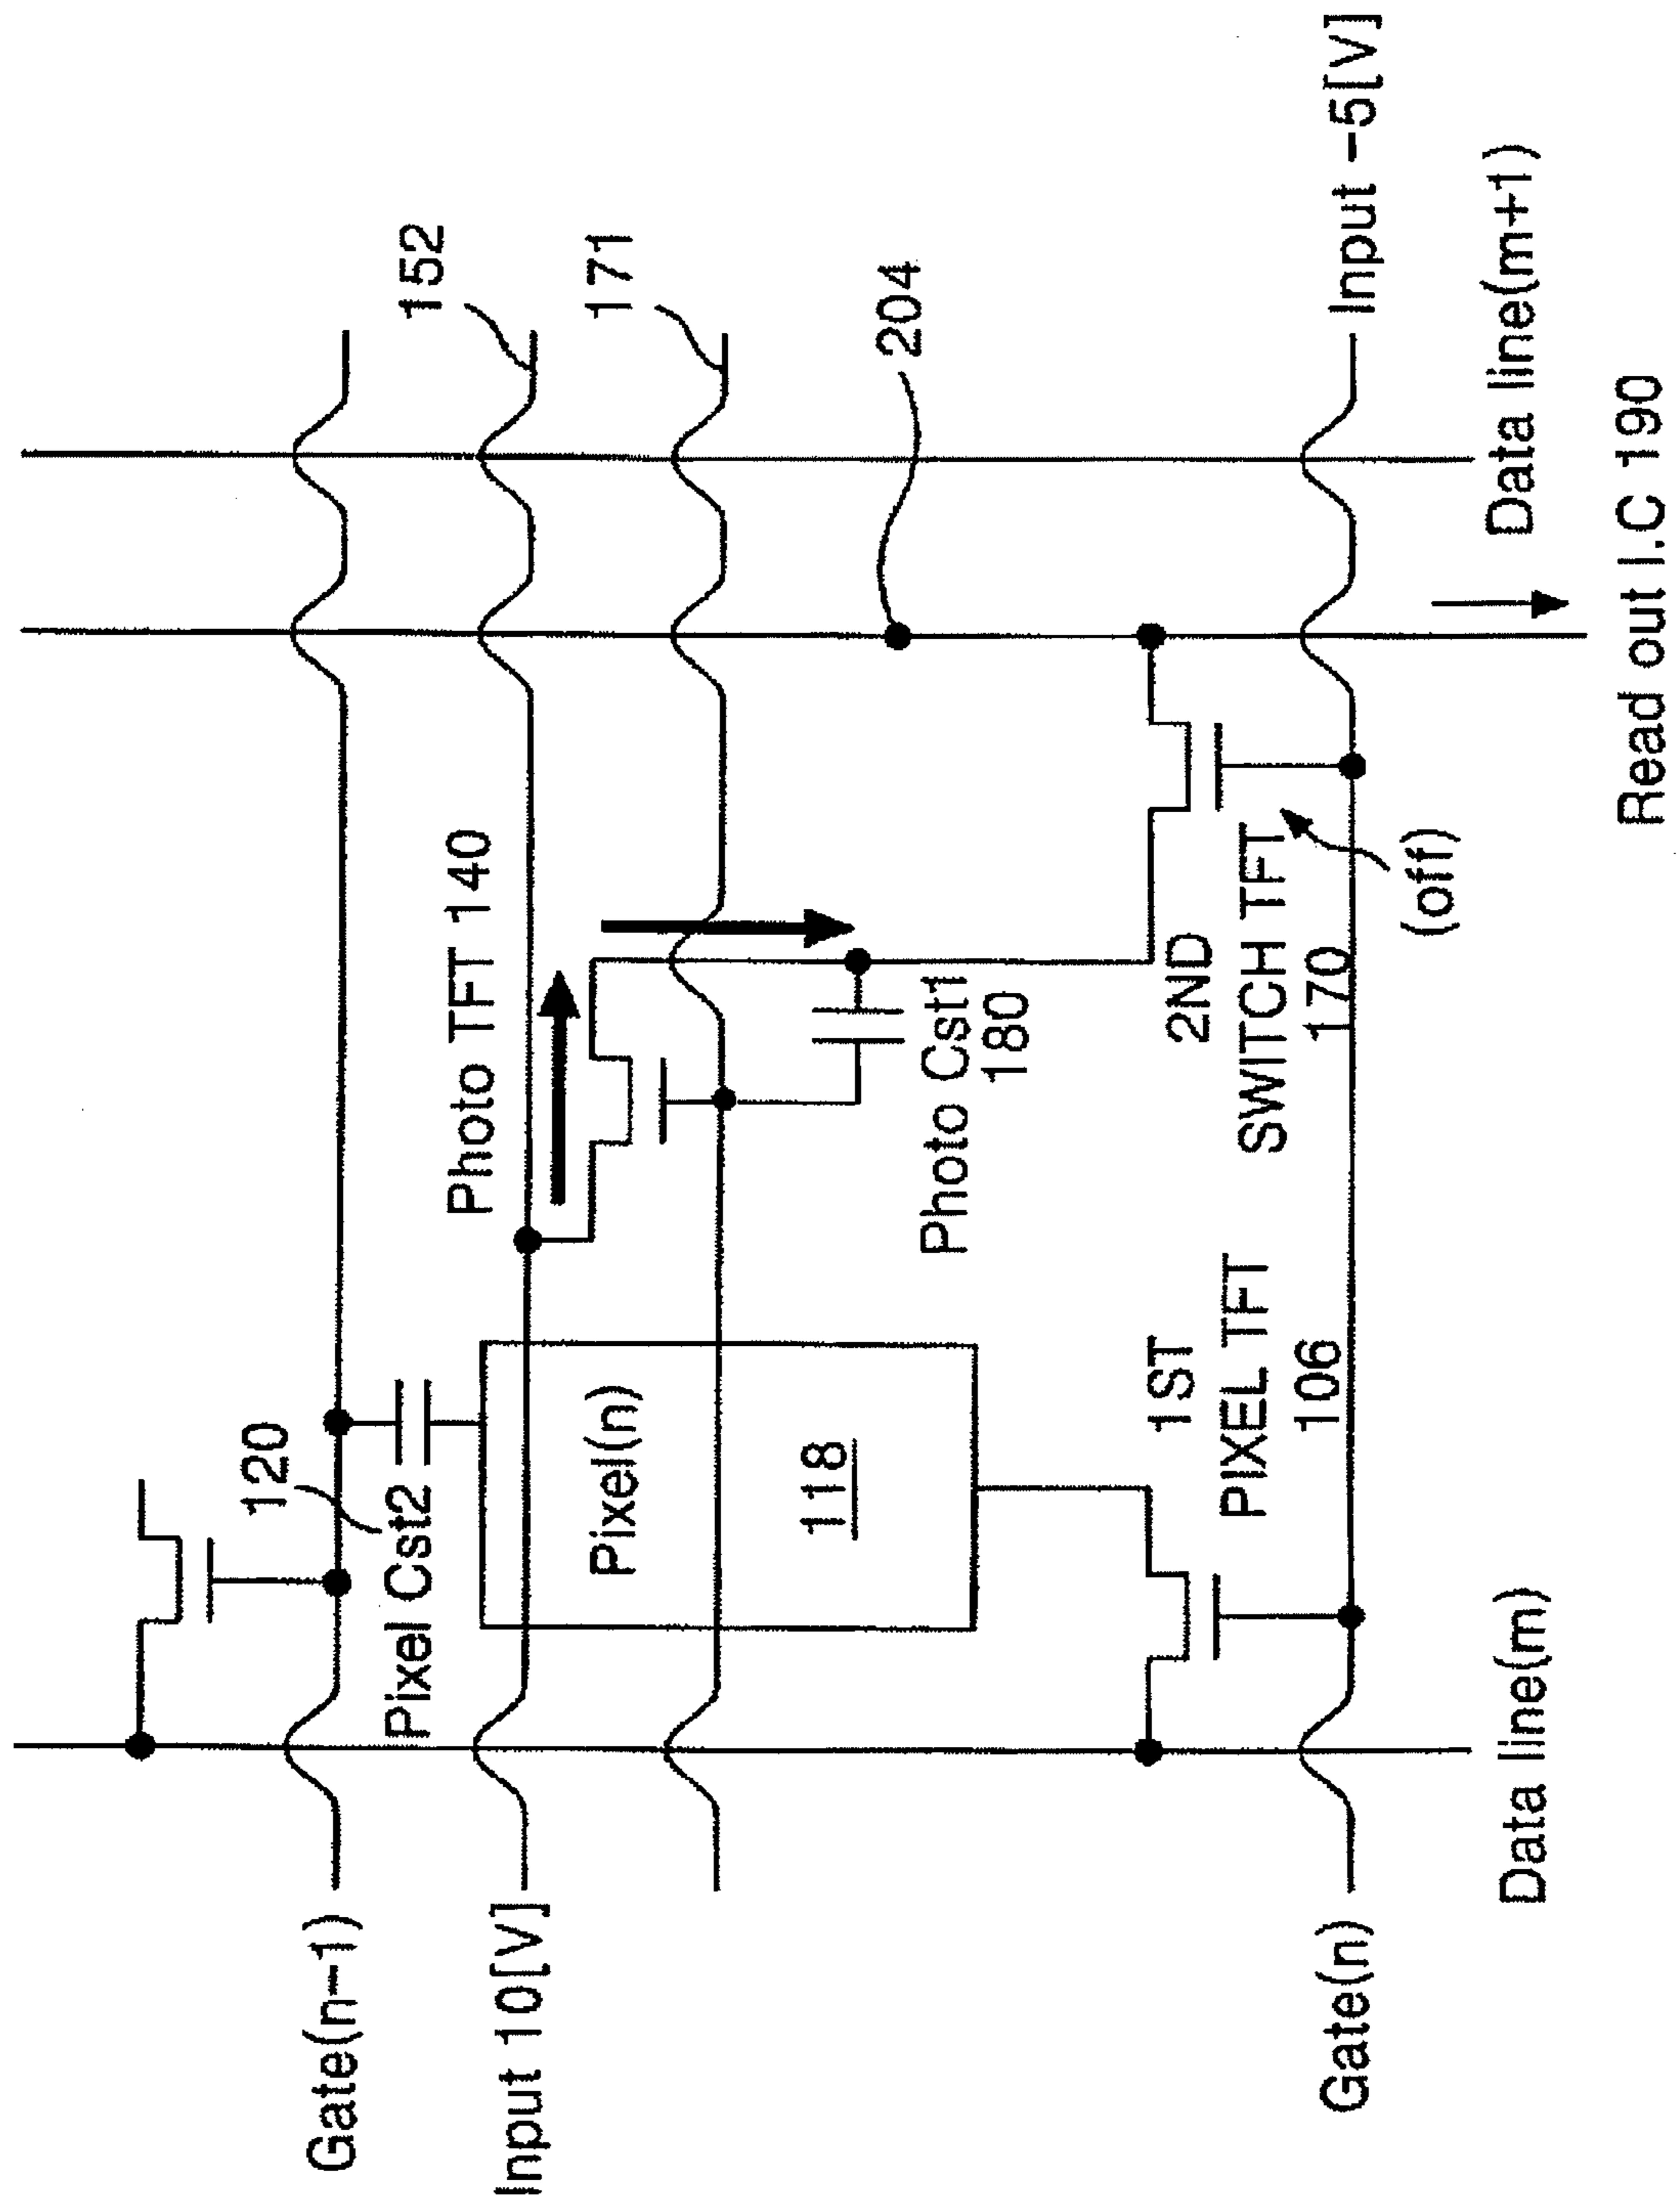 Gate(n-1)
120
Pixel Cst2
Input 10[V]
152
Photo TFT 140
171
Pixel(n)
118
204
Photo Cst1
180
1ST
PIXEL TFT
106
2ND
SWITCH TFT
170
(off)
Gate(n)
Input -5[V]
Data line(m)
Data line(m+1)
Read out I.C 190